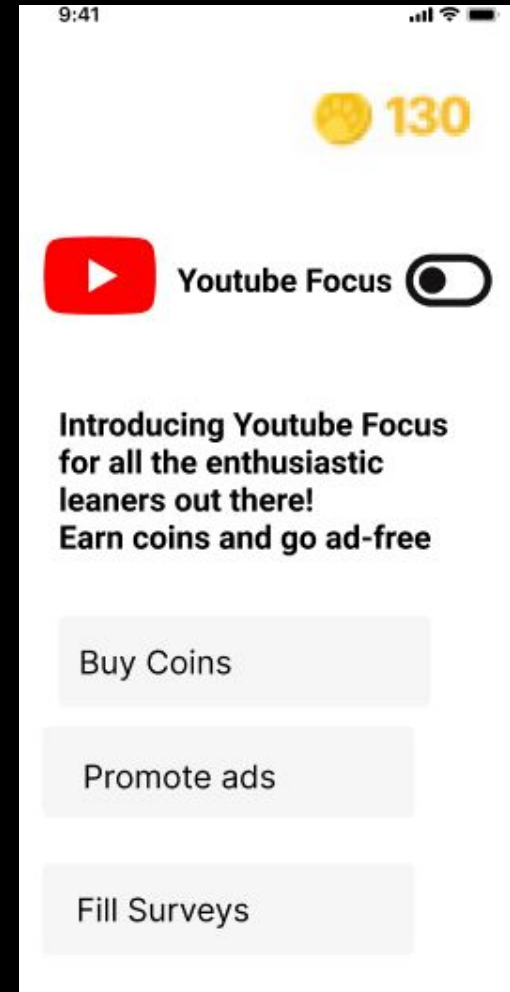 9:41
130
Youtube Focus
Introducing Youtube Focus
for all the enthusiastic
leaners out there!
Earn coins and go ad-free
Buy Coins
Promote ads
Fill Surveys